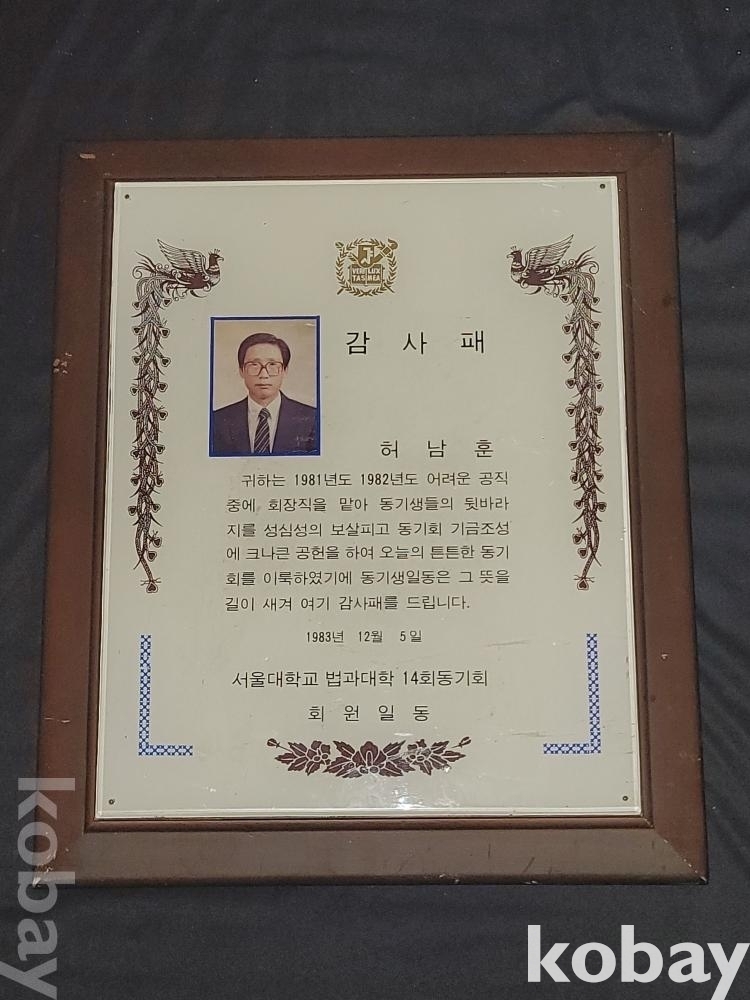 VERI LUX
TAS MEA
감 사 패
허 남 훈
귀하는 1981년도 1982년도 어려운 공직
중에 회장직을 맡아 동기생들의 뒷바라
지를 성심성의 보살피고 동기회 기금조성
에 크나큰 공헌을 하여 오늘의 튼튼한 동기
회를 이룩하였기에 동기생일동은 그 뜻을
길이 새겨 여기 감사패를 드립니다.
1983년 12월 5일
서울대학교 법과대학 14회동기회
회 원 일 동
kobay
kobay